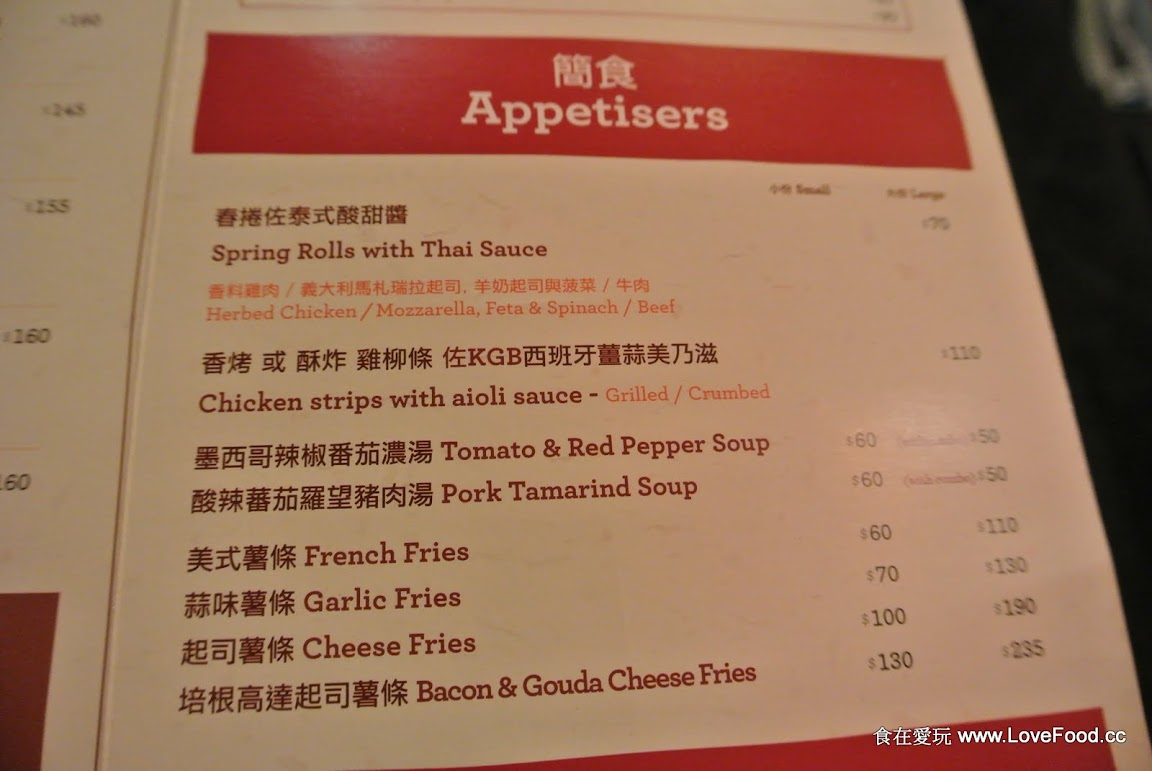 $160
$245
$155
$160
160
簡食
Appetisers
小份 Small 大份 Large
春捲佐泰式酸甜醬 $70
Spring Rolls with Thai Sauce
香料雞肉 / 義大利馬札瑞拉起司, 羊奶起司與菠菜 / 牛肉
Herbed Chicken / Mozzarella, Feta & Spinach / Beef
香烤 或 酥炸 雞柳條 佐KGB西班牙薑蒜美乃滋 $110
Chicken strips with aioli sauce - Grilled / Crumbed
墨西哥辣椒番茄濃湯 Tomato & Red Pepper Soup $60 (with combo) $50
酸辣蕃茄羅望豬肉湯 Pork Tamarind Soup $60 (with combo) $50
美式薯條 French Fries $60 $110
蒜味薯條 Garlic Fries $70 $130
起司薯條 Cheese Fries $100 $190
培根高達起司薯條 Bacon & Gouda Cheese Fries $130 $235
食在愛玩 www.LoveFood.cc